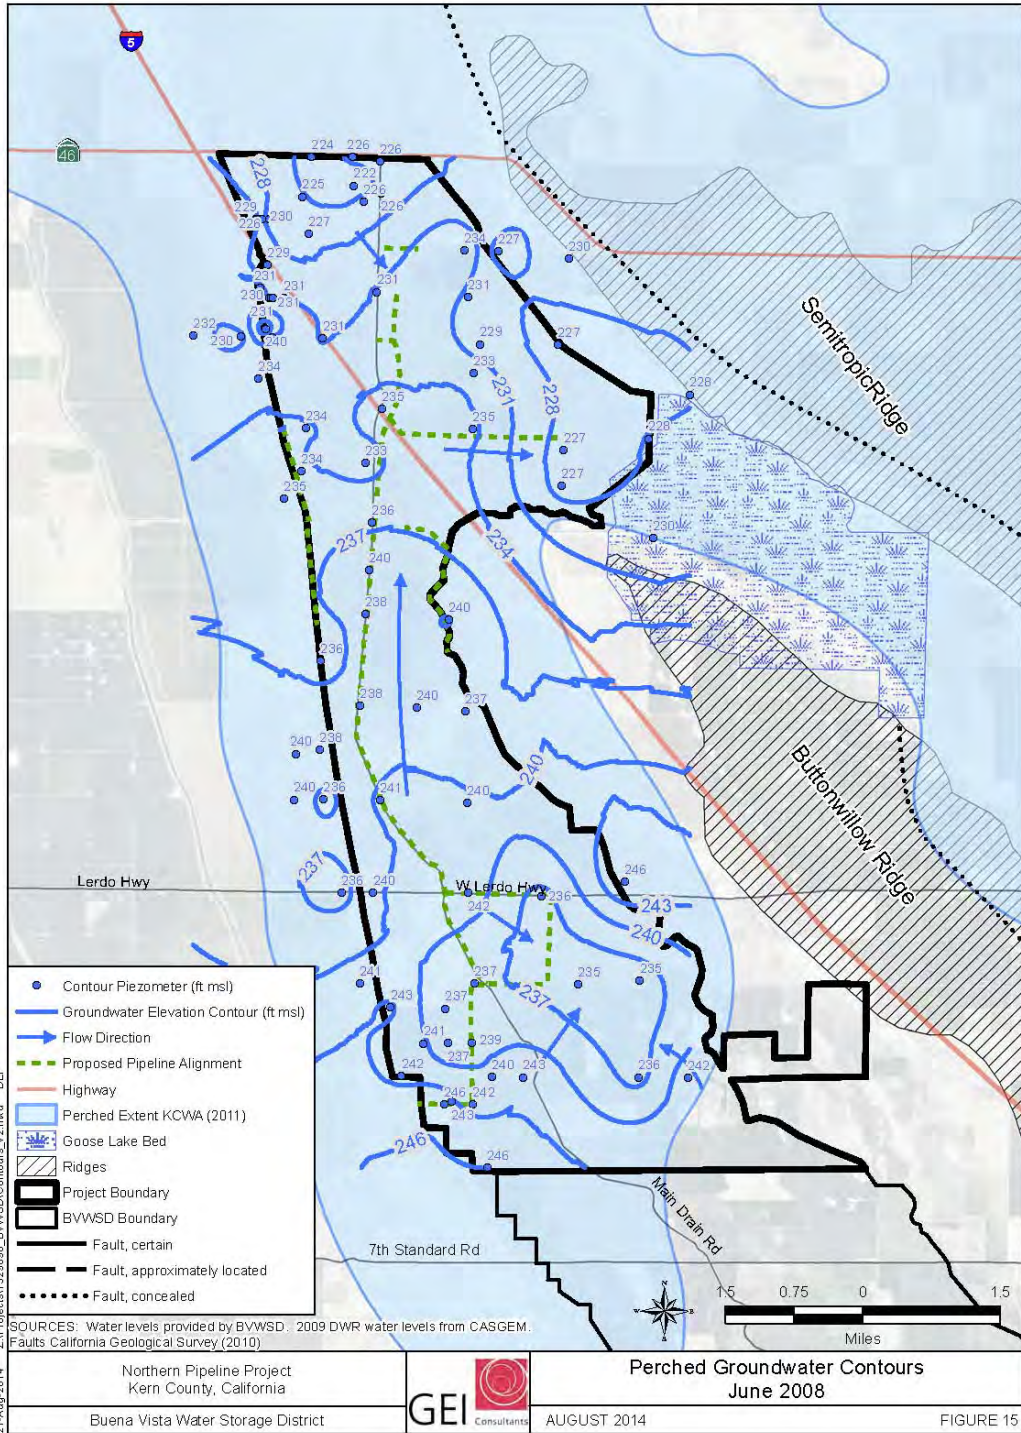 5
46
224
226
226
222
226
225
226
228
229
230
226
227
229
234
227
230
231
231
230
231
231
231
231
232
230
240
229
227
234
233
231
228
228
235
234
235
228
227
233
234
227
235
236
230
237
234
240
238
240
236
238
240
237
238
240
240
240
236
241
240
237
246
Lerdo Hwy
236
240
W Lerdo Hwy
236
242
243
240
241
237
235
235
243
237
237
241
237
239
242
240
243
236
242
246
242
243
246
246
Semitropic Ridge
Buttonwillow Ridge
Main Drain Rd
7th Standard Rd
Contour Piezometer (ft msl)
Groundwater Elevation Contour (ft msl)
Flow Direction
Proposed Pipeline Alignment
Highway
Perched Extent KCWA (2011)
Goose Lake Bed
Ridges
Project Boundary
BVWSD Boundary
Fault, certain
Fault, approximately located
Fault, concealed
N
W
E
S
1.5 0.75 0 1.5
Miles
SOURCES: Water levels provided by BVWSD. 2009 DWR water levels from CASGEM.
Faults California Geological Survey (2010)
Northern Pipeline Project
Kern County, California
Buena Vista Water Storage District
GEI Consultants
Perched Groundwater Contours
June 2008
AUGUST 2014
FIGURE 15